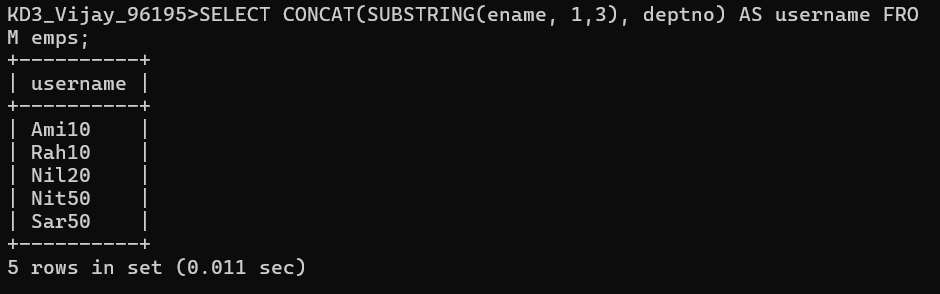 KD3_Vijay_96195>SELECT CONCAT(SUBSTRING(ename, 1,3), deptno) AS username FRO
M emps;
+----------+
| username |
+----------+
| Ami10    |
| Rah10    |
| Nil20    |
| Nit50    |
| Sar50    |
+----------+
5 rows in set (0.011 sec)